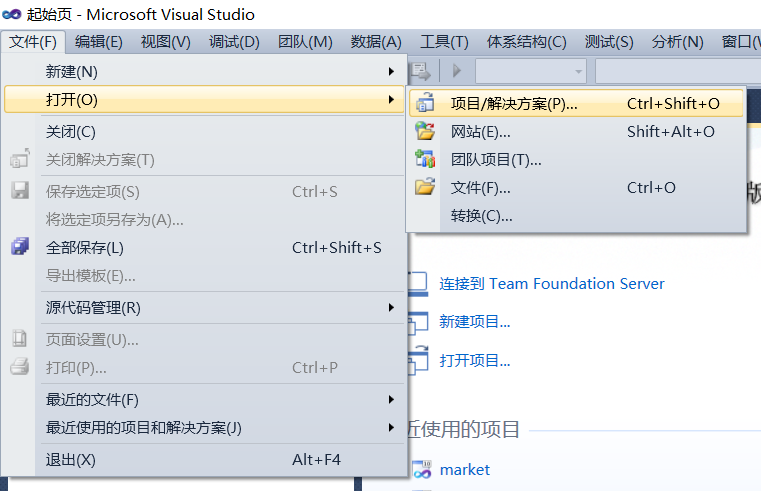 起始页 - Microsoft Visual Studio
文件(F) 编辑(E) 视图(V) 调试(D) 团队(M) 数据(A) 工具(T) 体系结构(C) 测试(S) 分析(N) 窗口(W
新建(N)
打开(O)
关闭(C)
关闭解决方案(T)
保存选定项(S) Ctrl+S
将选定项另存为(A)...
全部保存(L) Ctrl+Shift+S
导出模板(E)...
源代码管理(R)
页面设置(U)...
打印(P)... Ctrl+P
最近的文件(F)
最近使用的项目和解决方案(J)
退出(X) Alt+F4
项目/解决方案(P)... Ctrl+Shift+O
网站(E)... Shift+Alt+O
团队项目(T)...
文件(F)... Ctrl+O
转换(C)...
版
连接到 Team Foundation Server
新建项目...
打开项目...
近使用的项目
market